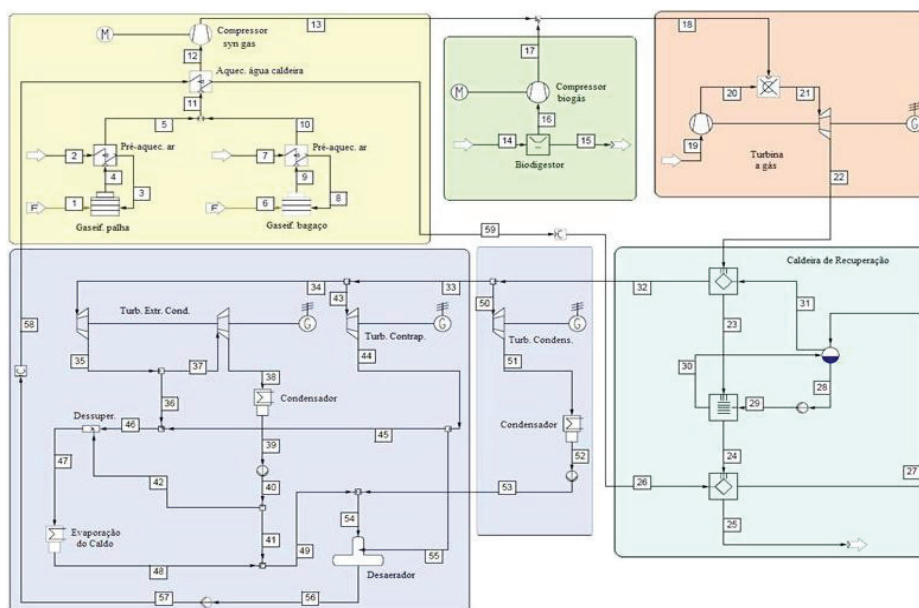 13
18
M
Compressor
syn gas
12
17
Aquec. água caldeira
11
M
Compressor
biogás
20
21
5
10
16
G
2
Pré-aquec. ar
7
Pré-aquec. ar
14
15
19
Biodigestor
Turbina
a gás
4
3
9
8
22
F
1
F
6
Gaseif. palha
Gaseif. bagaço
59
C
Caldeira de Recuperação
34
33
32
43
50
31
58
Turb. Extr. Cond.
G
Turb. Contrap.
G
Turb. Condens.
G
23
35
44
51
37
30
C
38
28
36
Condensador
29
Dessuper.
46
45
Condensador
47
39
24
52
42
40
53
26
27
54
Evaporação
do Caldo
41
49
55
25
48
Desaerador
57
56